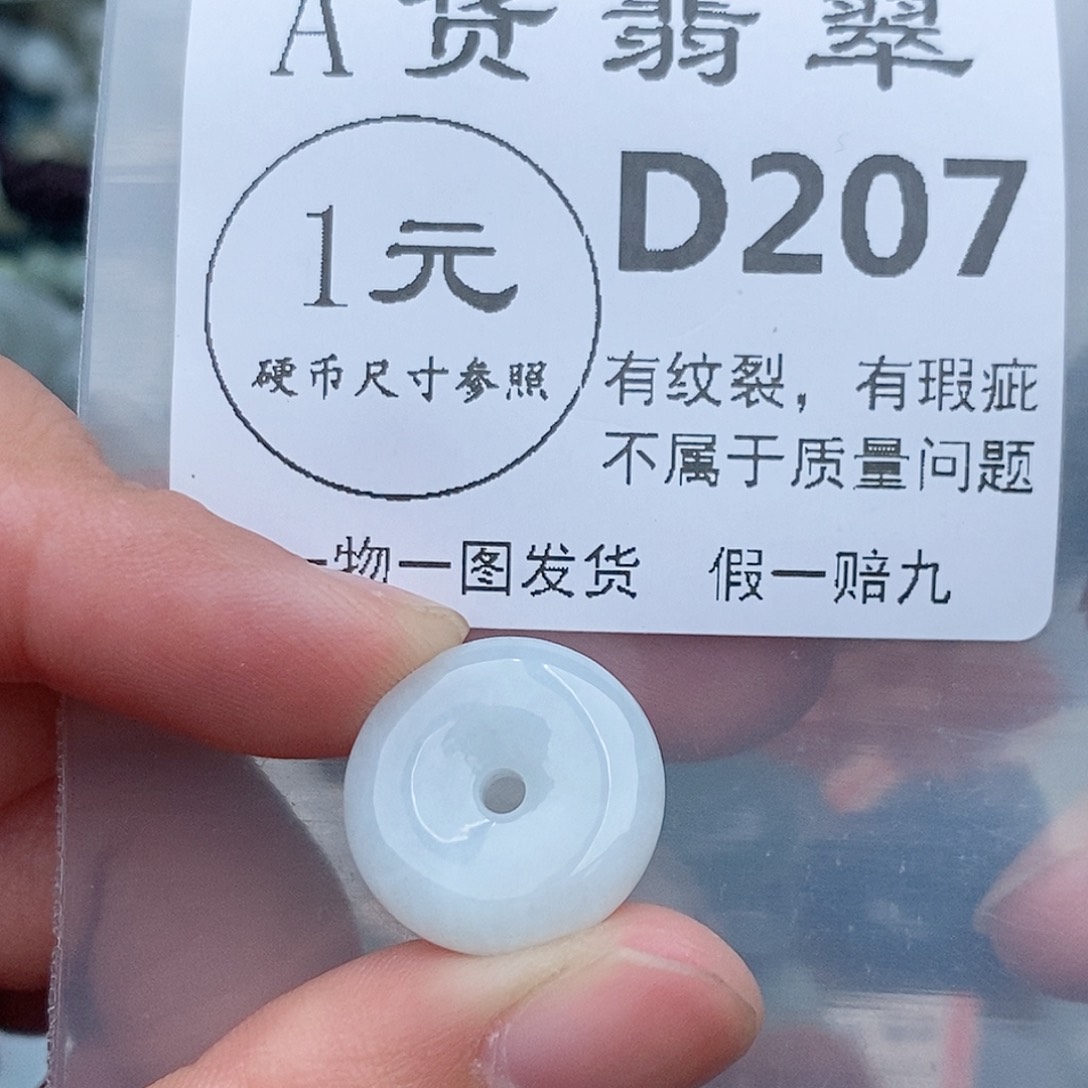 A货翡翠
1元
硬币尺寸参照
D207
有纹裂，有瑕疵
不属于质量问题
一物一图发货 假一赔九